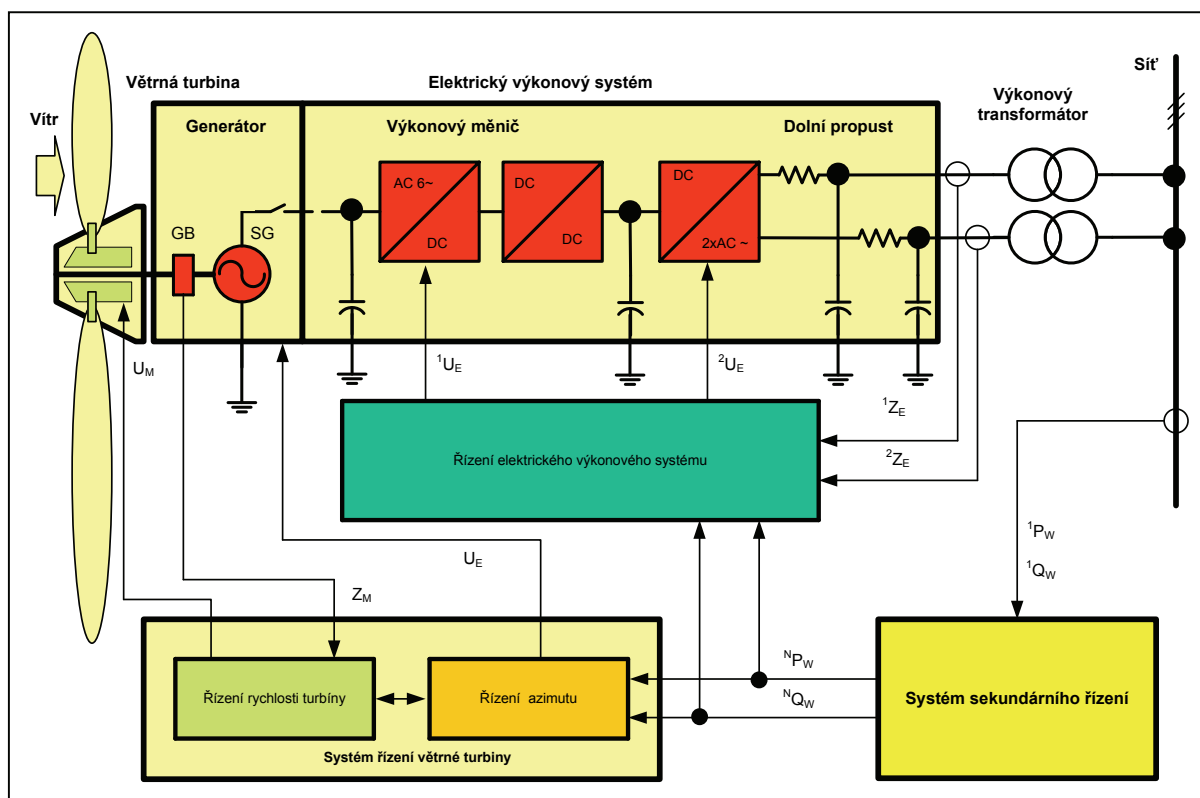 Síť
Větrná turbina
Elektrický výkonový systém
Výkonový
transformátor
Vítr
Generátor
Výkonový měnič
Dolní propust
AC 6~
DC
DC
DC
DC
2xAC ~
GB
SG
UM
1UE
2UE
1ZE
2ZE
Řízení elektrického výkonového systému
UE
ZM
1PW
1QW
NPW
NQW
Řízení rychlosti turbíny
Řízení azimutu
Systém sekundárního řízení
Systém řízení větrné turbiny